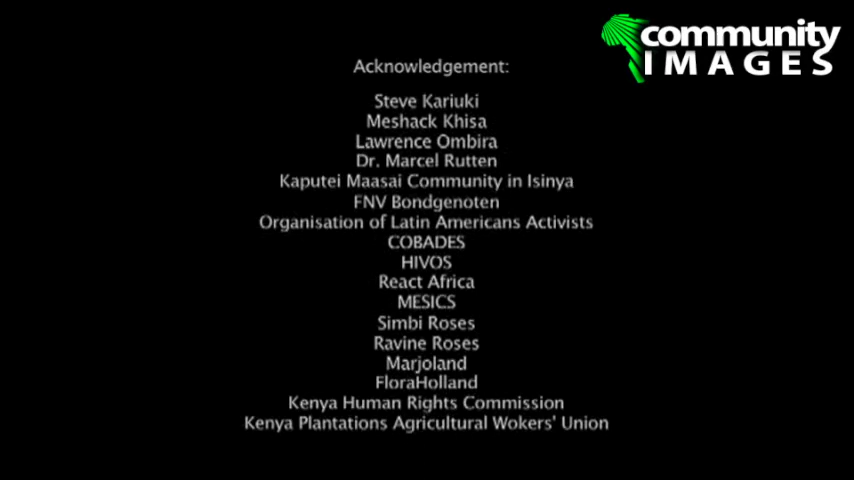 community
IMAGES
Acknowledgement:
Steve Kariuki
Meshack Khisa
Lawrence Ombira
Dr. Marcel Rutten
Kaputei Maasai Community in Isinya
FNV Bondgenoten
Organisation of Latin Americans Activists
COBADES
HIVOS
React Africa
MESICS
Simbi Roses
Ravine Roses
Marjoland
FloraHolland
Kenya Human Rights Commission
Kenya Plantations Agricultural Wokers' Union